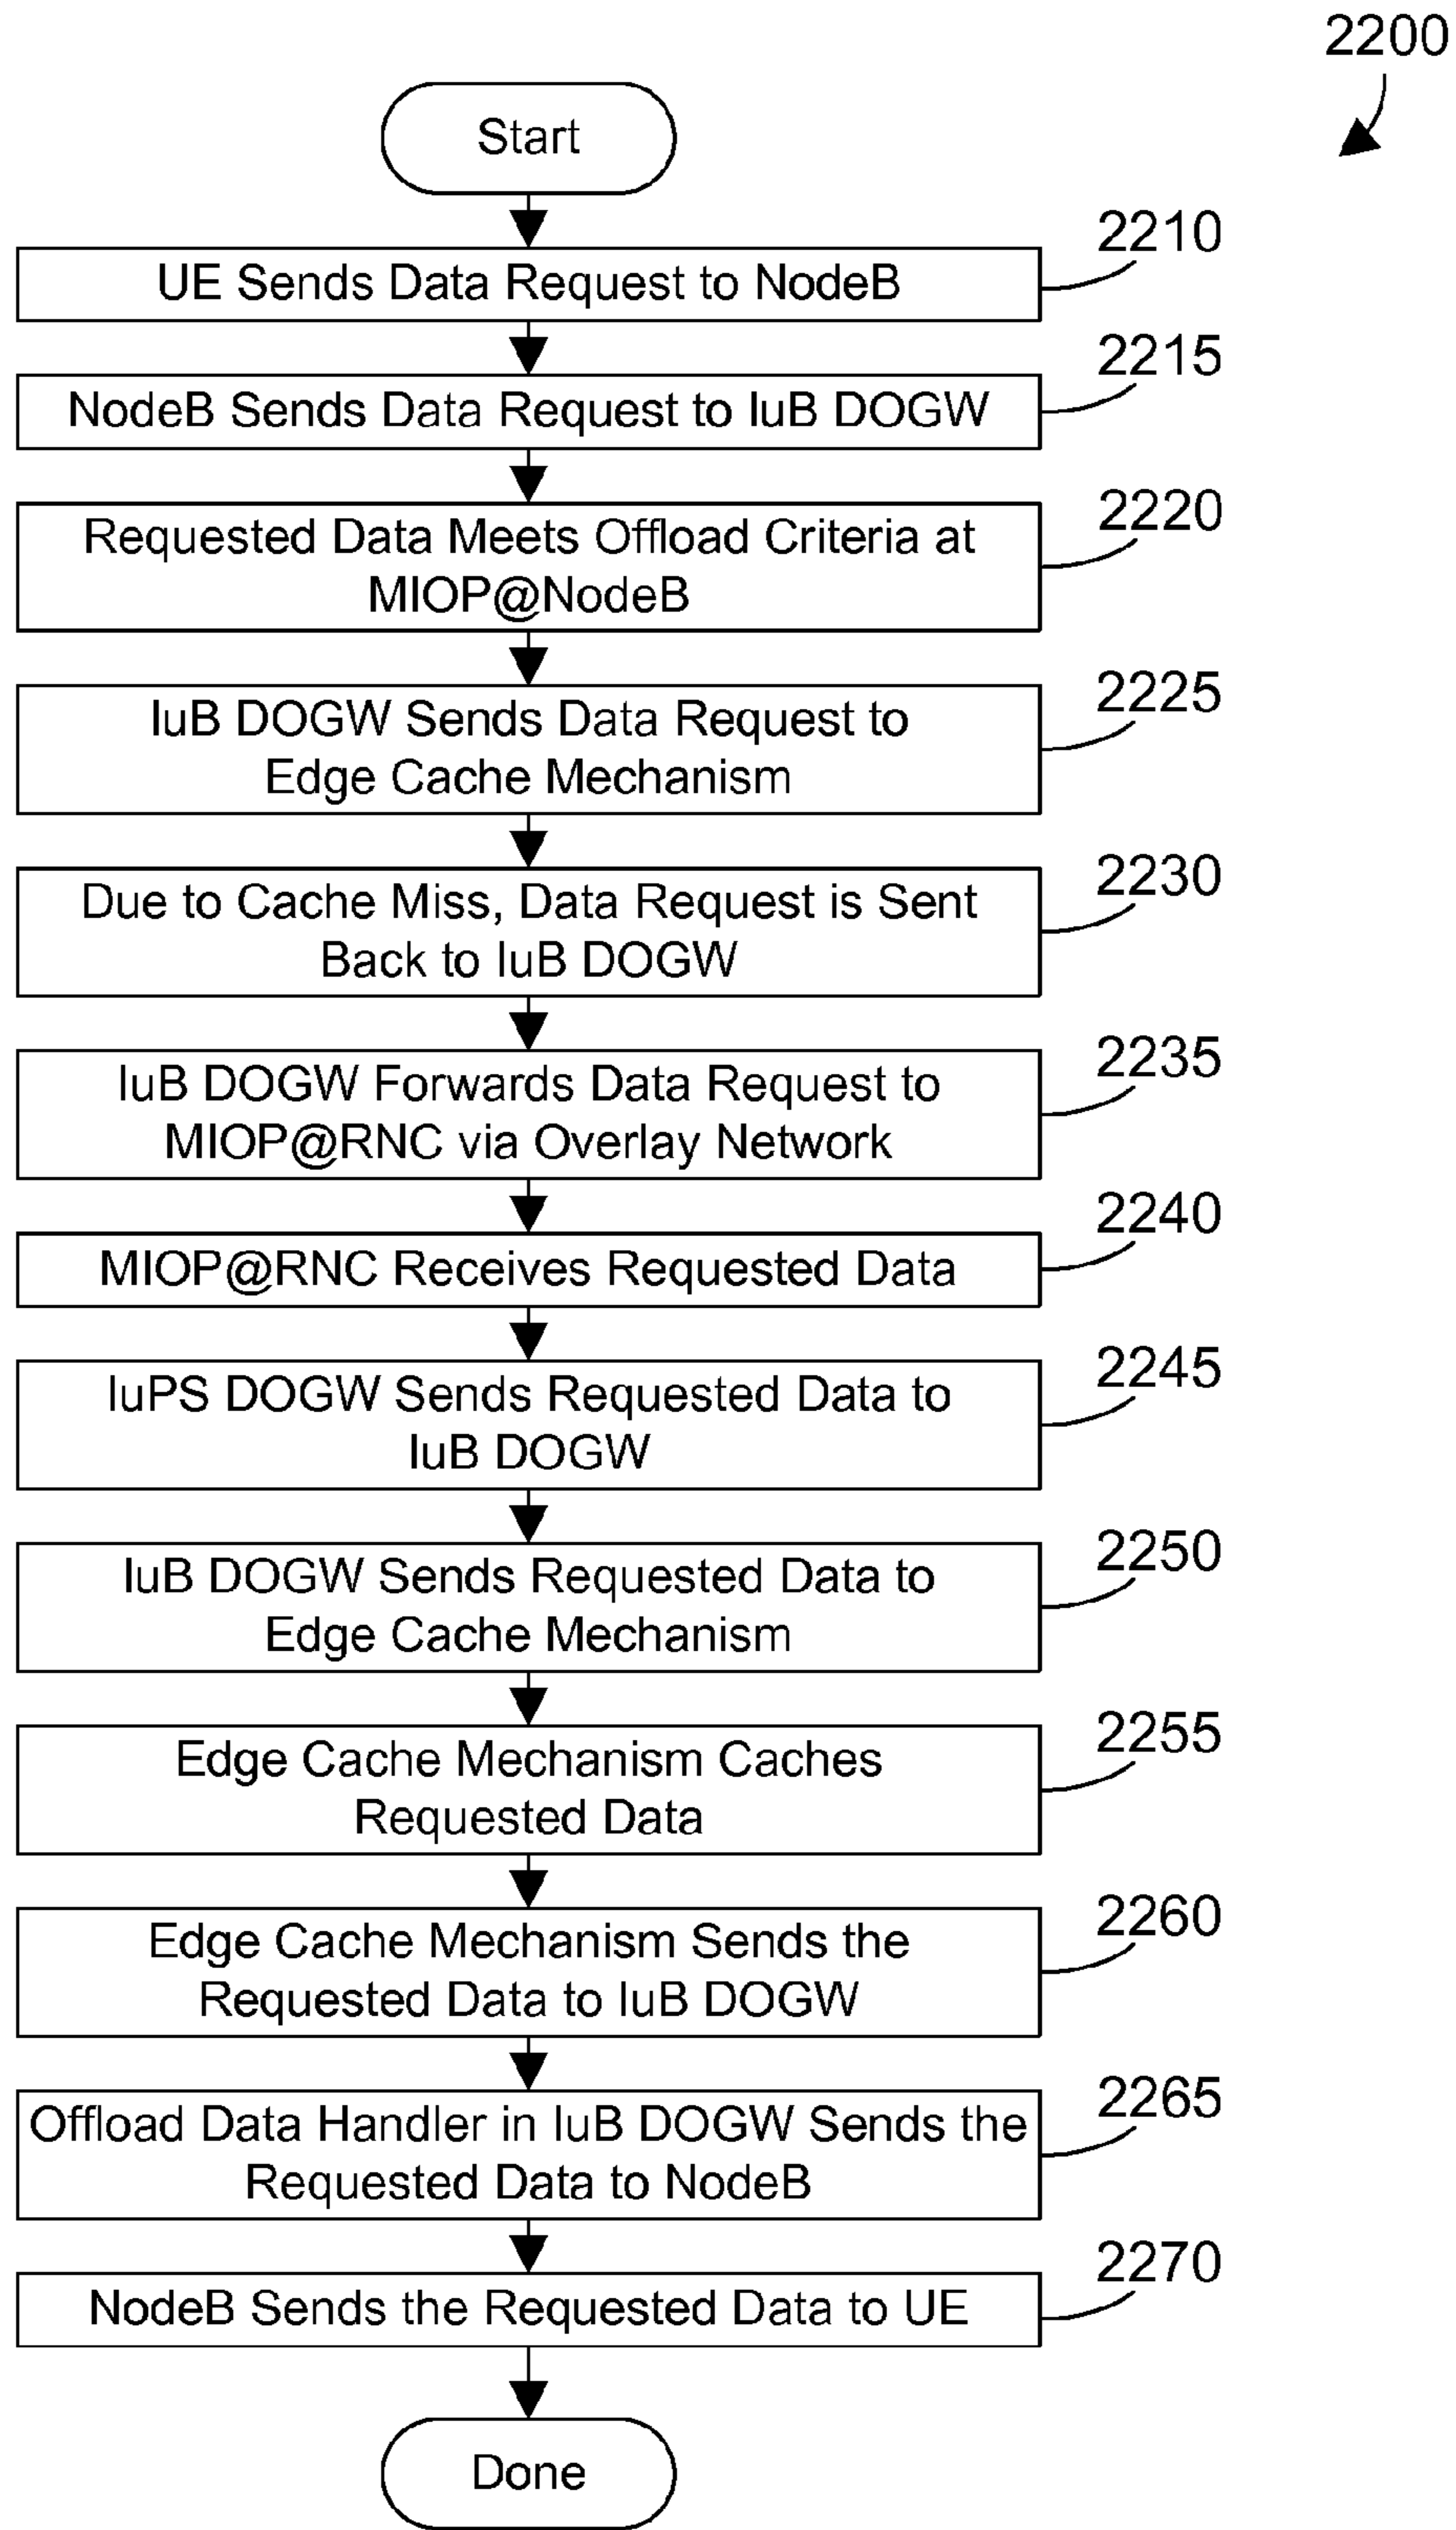 2200
Start
2210
UE Sends Data Request to NodeB
2215
NodeB Sends Data Request to IuB DOGW
2220
Requested Data Meets Offload Criteria at
MIOP@NodeB
2225
IuB DOGW Sends Data Request to
Edge Cache Mechanism
2230
Due to Cache Miss, Data Request is Sent
Back to IuB DOGW
2235
IuB DOGW Forwards Data Request to
MIOP@RNC via Overlay Network
2240
MIOP@RNC Receives Requested Data
2245
IuPS DOGW Sends Requested Data to
IuB DOGW
2250
IuB DOGW Sends Requested Data to
Edge Cache Mechanism
2255
Edge Cache Mechanism Caches
Requested Data
2260
Edge Cache Mechanism Sends the
Requested Data to IuB DOGW
2265
Offload Data Handler in IuB DOGW Sends the
Requested Data to NodeB
2270
NodeB Sends the Requested Data to UE
Done